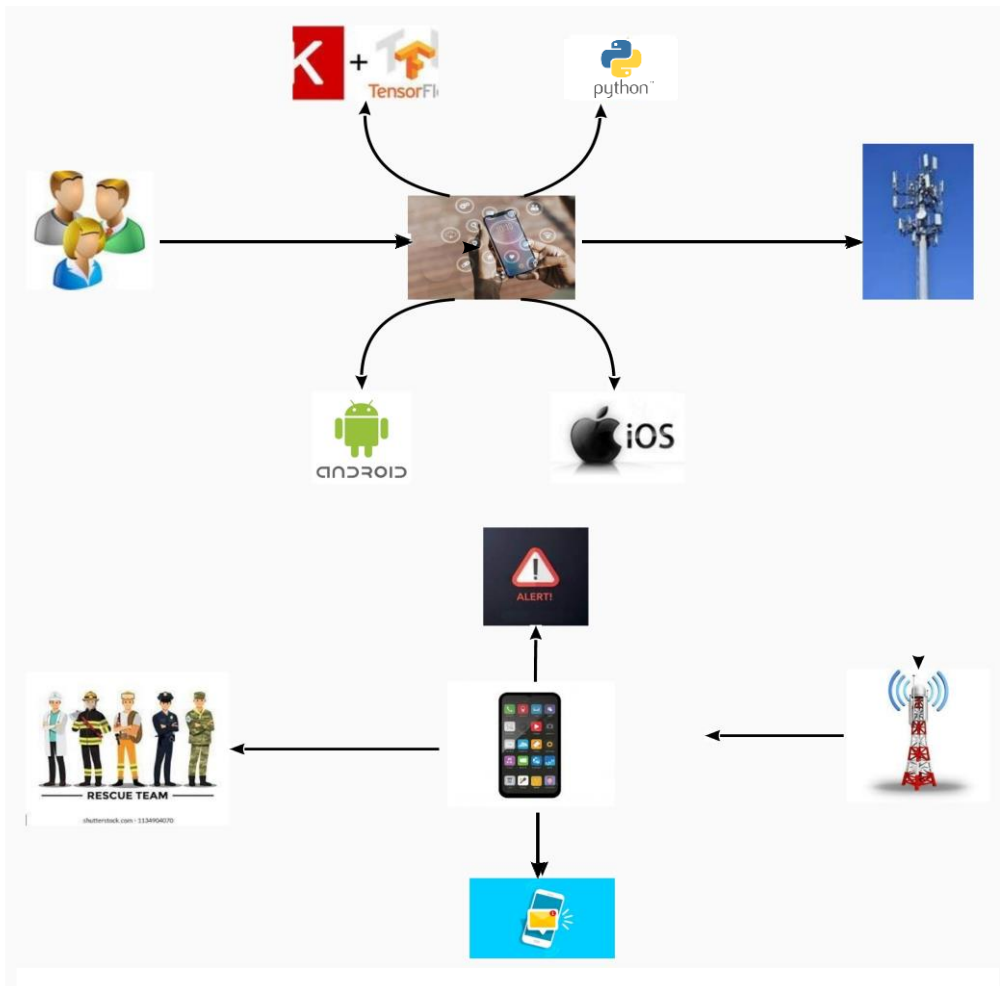 K + TensorFl
python
ANDROID
iOS
ALERT!
RESCUE TEAM
shutterstock.com · 1134904070